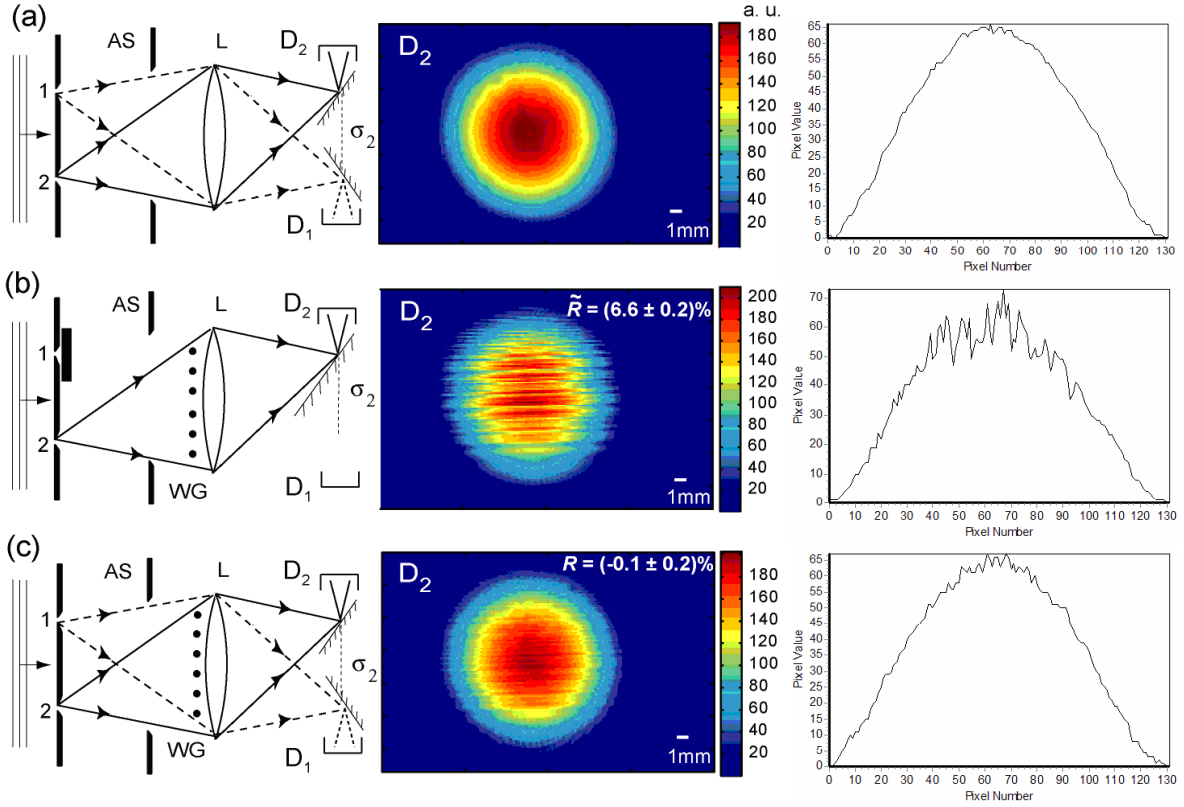 (a)
AS
L
D2
1
2
σ2
D1
D2
1mm
a. u.
180
160
140
120
100
80
60
40
20
Pixel Value
65
60
55
50
45
40
35
30
25
20
15
10
5
0
0 10 20 30 40 50 60 70 80 90 100 110 120 130
Pixel Number
(b)
AS
L
D2
1
2
σ2
WG
D1
D2
R̃ = (6.6 ± 0.2)%
1mm
200
180
160
140
120
100
80
60
40
20
Pixel Value
70
60
50
40
30
20
10
0
0 10 20 30 40 50 60 70 80 90 100 110 120 130
Pixel Number
(c)
AS
L
D2
1
2
σ2
WG
D1
D2
R = (-0.1 ± 0.2)%
1mm
180
160
140
120
100
80
60
40
20
Pixel Value
65
60
55
50
45
40
35
30
25
20
15
10
5
0
0 10 20 30 40 50 60 70 80 90 100 110 120 130
Pixel Number